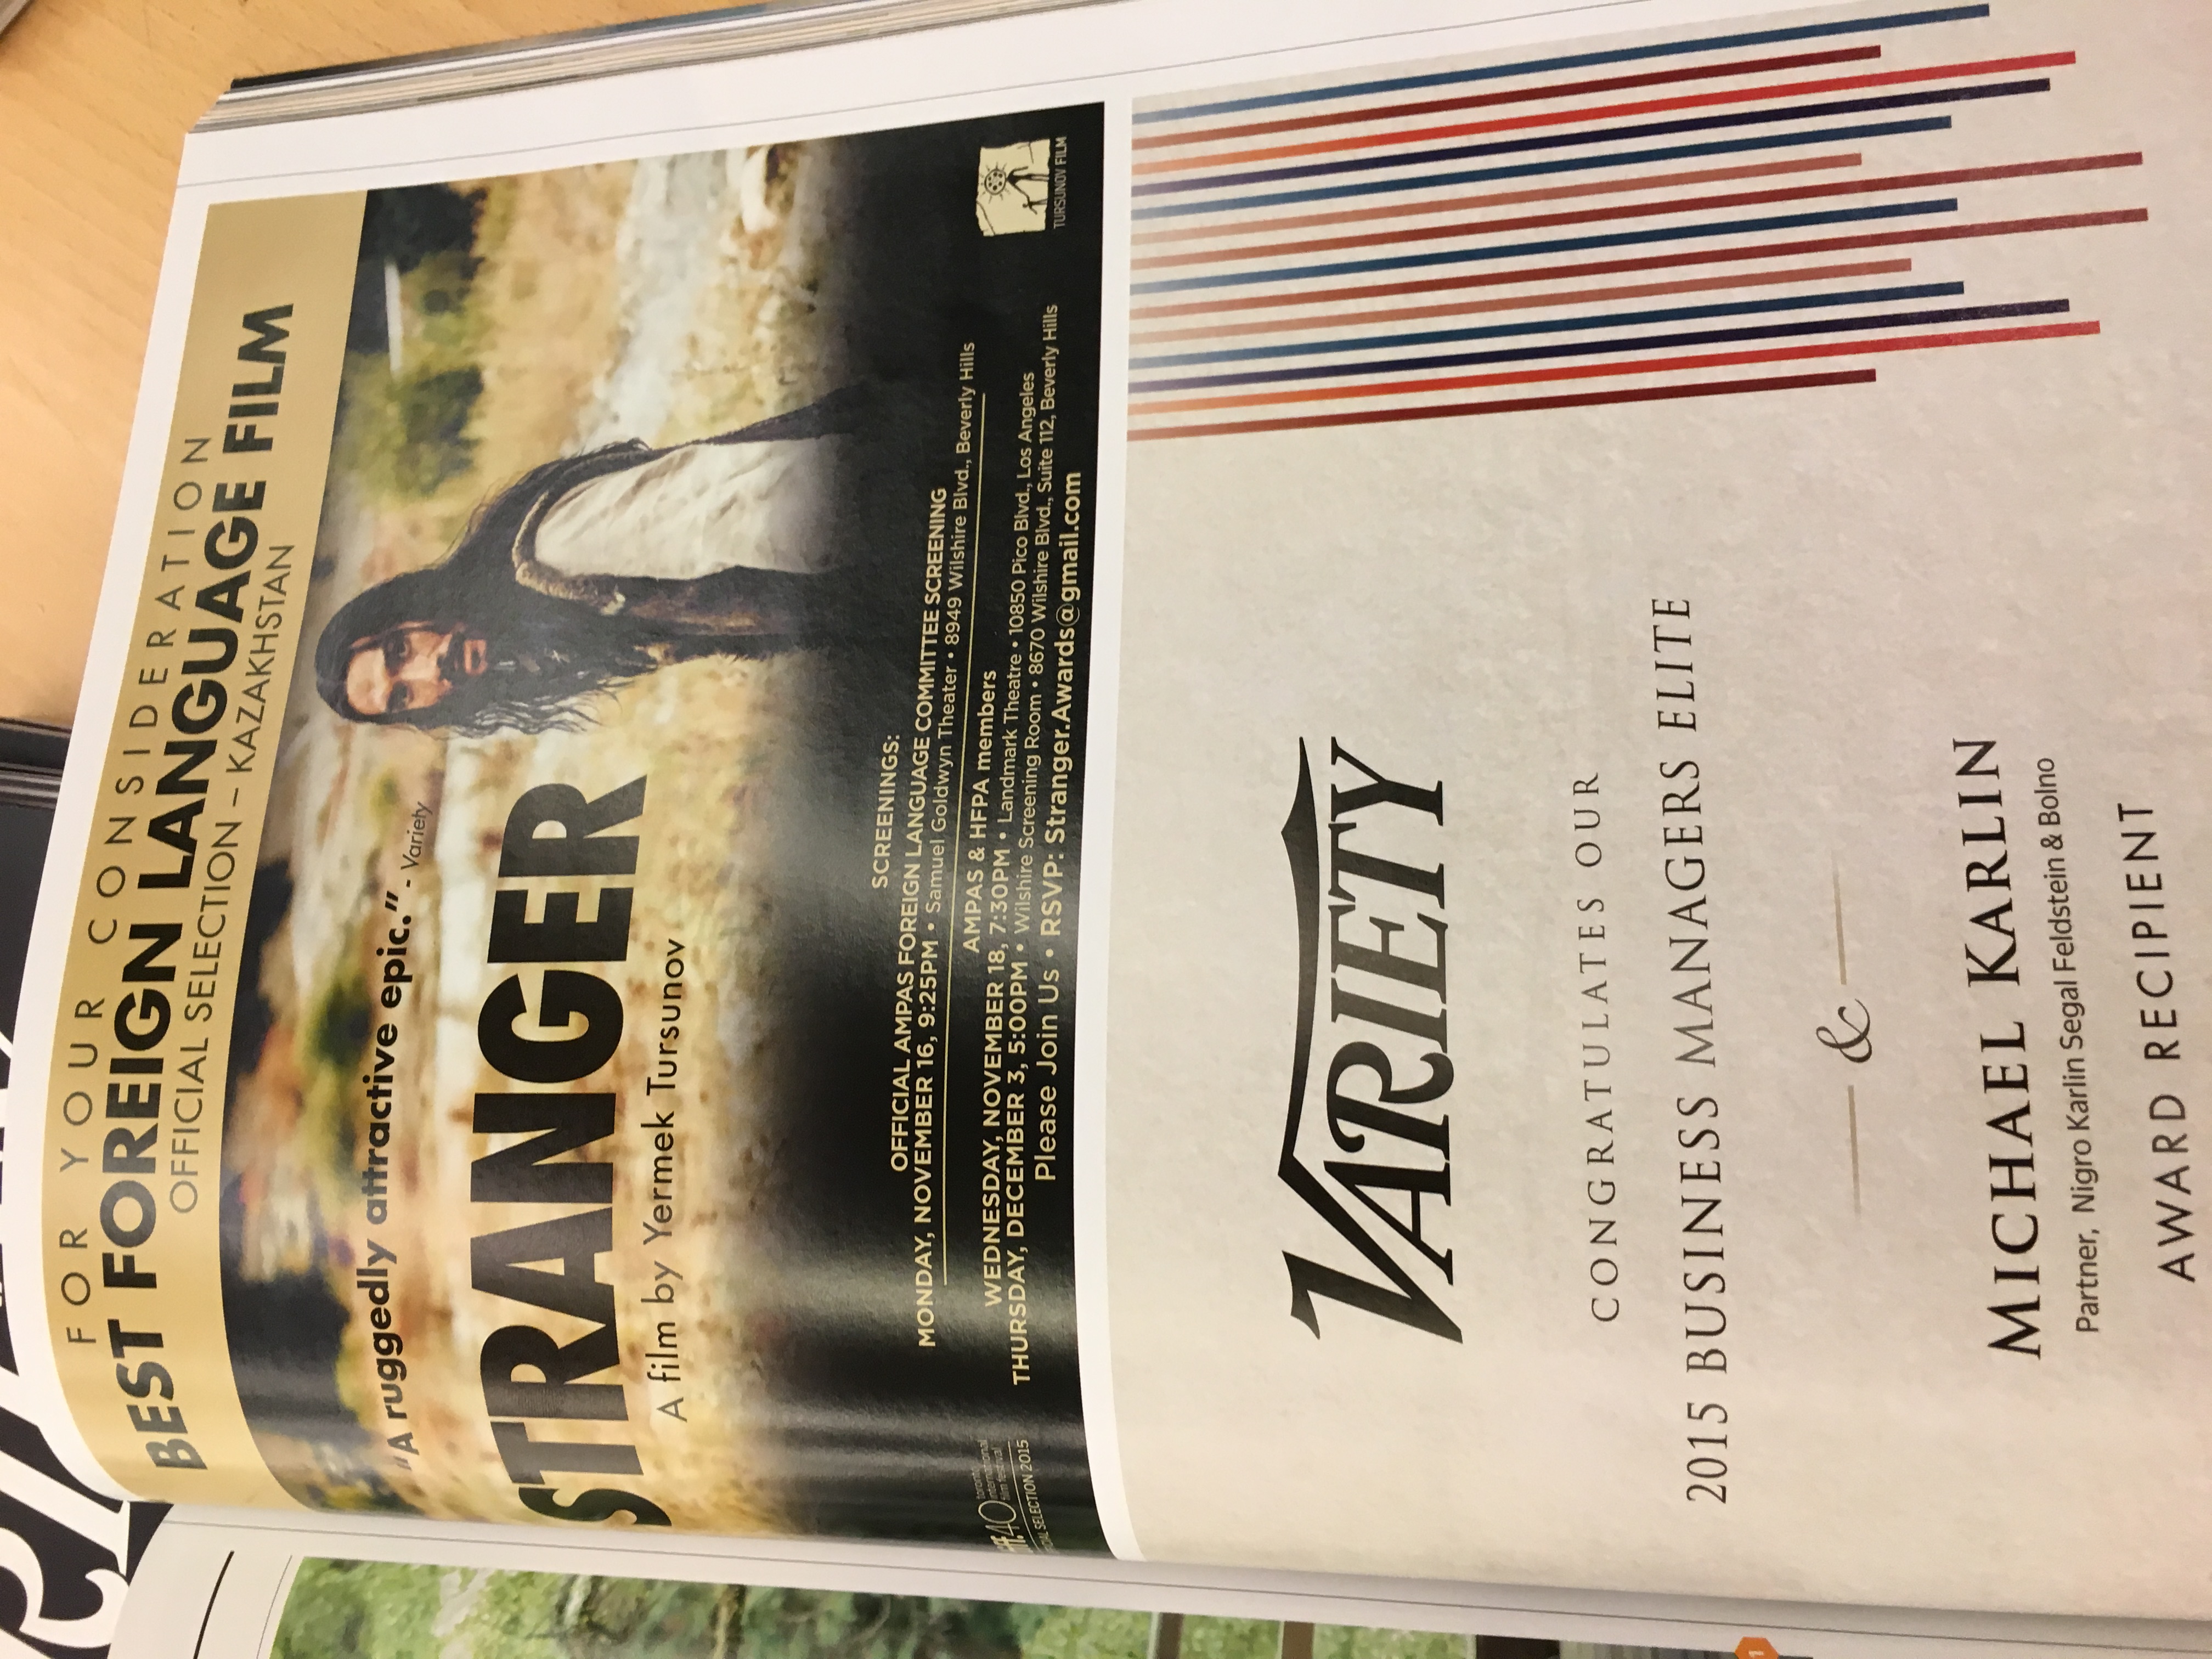 FOR YOUR CONSIDERATION
BEST FOREIGN LANGUAGE FILM
OFFICIAL SELECTION – KAZAKHSTAN
"A ruggedly attractive epic." - Variety
STRANGER
A film by Yermek Tursunov
SCREENINGS:
OFFICIAL AMPAS FOREIGN LANGUAGE COMMITTEE SCREENING
MONDAY, NOVEMBER 16, 9:25PM • Samuel Goldwyn Theater • 8949 Wilshire Blvd., Beverly Hills
AMPAS & HFPA members
WEDNESDAY, NOVEMBER 18, 7:30PM • Landmark Theatre • 10850 Pico Blvd., Los Angeles
THURSDAY, DECEMBER 3, 5:00PM • Wilshire Screening Room • 8670 Wilshire Blvd., Suite 112, Beverly Hills
Please Join Us • RSVP: Stranger.Awards@gmail.com
40
toronto
international
film festival
SELECTION 2015
TURSUNOV FILM
VARIETY
CONGRATULATES OUR
2015 BUSINESS MANAGERS ELITE
&
MICHAEL KARLIN
Partner, Nigro Karlin Segal Feldstein & Bolno
AWARD RECIPIENT